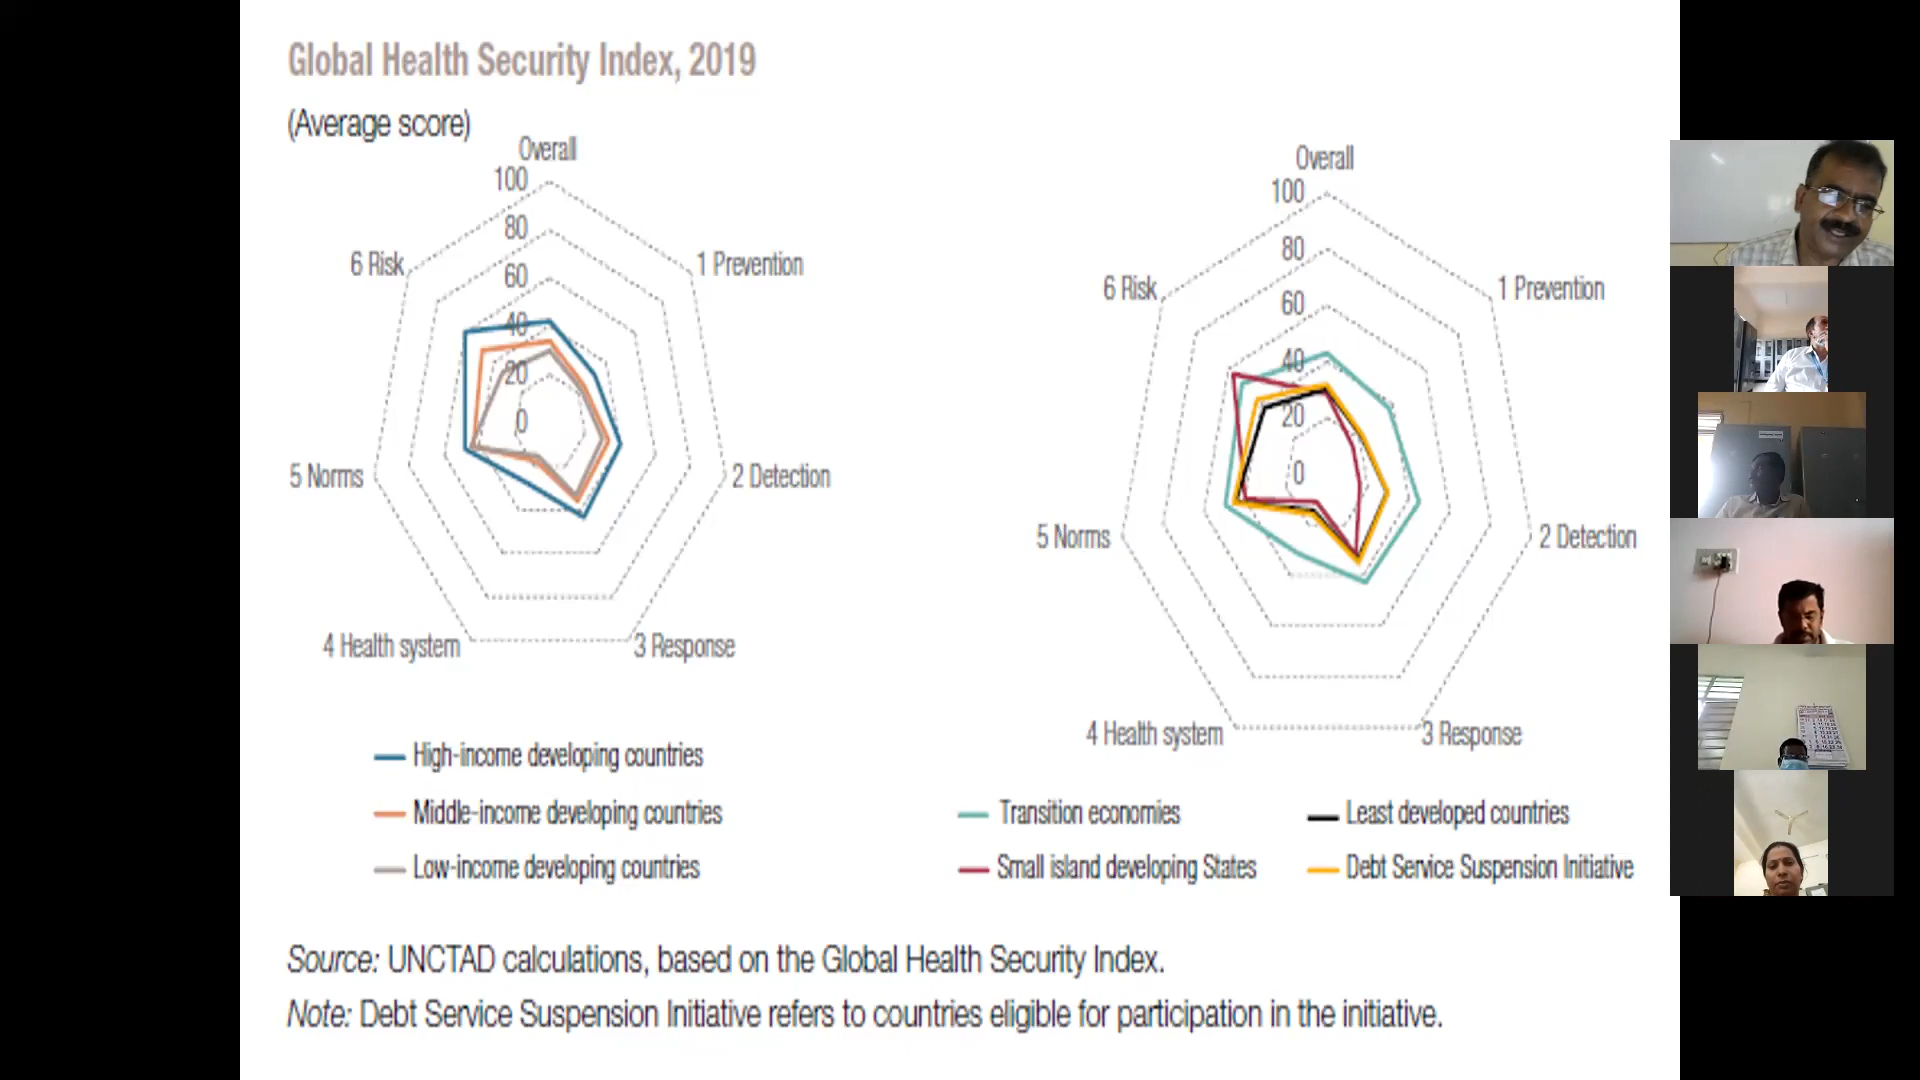 Global Health Security Index, 2019
(Average score)
Overall
100
80
60
40
20
0
1 Prevention
2 Detection
3 Response
4 Health system
5 Norms
6 Risk
High-income developing countries
Middle-income developing countries
Low-income developing countries
Overall
100
80
60
40
20
0
1 Prevention
2 Detection
3 Response
4 Health system
5 Norms
6 Risk
Transition economies
Least developed countries
Small island developing States
Debt Service Suspension Initiative
Source: UNCTAD calculations, based on the Global Health Security Index.
Note: Debt Service Suspension Initiative refers to countries eligible for participation in the initiative.